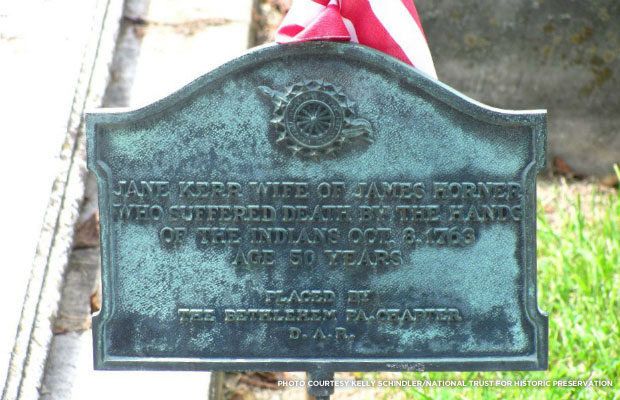 JANE KERR WIFE OF JAMES HORNER
WHO SUFFERED DEATH BY THE HANDS
OF THE INDIANS OCT. 8. 1763
AGE 50 YEARS
PLACED BY
THE BETHLEHEM PA-CHAPTER
D. A. R.
PHOTO COURTESY KELLY SCHINDLER/NATIONAL TRUST FOR HISTORIC PRESERVATION